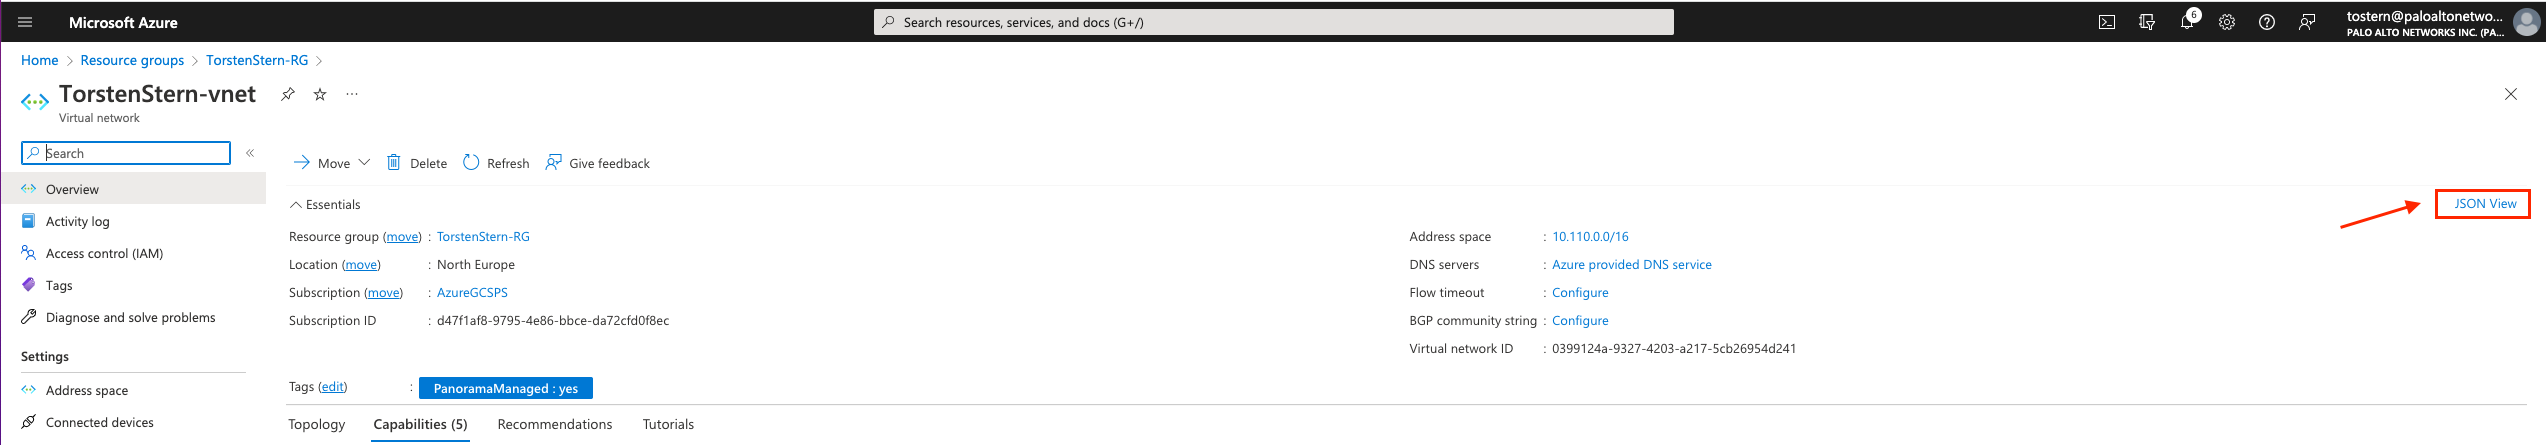 Microsoft Azure
Search resources, services, and docs (G+/)
6
tostern@paloaltonetwo...
PALO ALTO NETWORKS INC. (PA...
Home > Resource groups > TorstenStern-RG >
TorstenStern-vnet
Virtual network
Search
«
Move
Delete
Refresh
Give feedback
Overview
Activity log
Access control (IAM)
Tags
Diagnose and solve problems
Settings
Address space
Connected devices
Essentials
JSON View
Resource group (move) : TorstenStern-RG
Location (move) : North Europe
Subscription (move) : AzureGCSPS
Subscription ID : d47f1af8-9795-4e86-bbce-da72cfd0f8ec
Address space : 10.110.0.0/16
DNS servers : Azure provided DNS service
Flow timeout : Configure
BGP community string : Configure
Virtual network ID : 0399124a-9327-4203-a217-5cb26954d241
Tags (edit) : PanoramaManaged : yes
Topology
Capabilities (5)
Recommendations
Tutorials